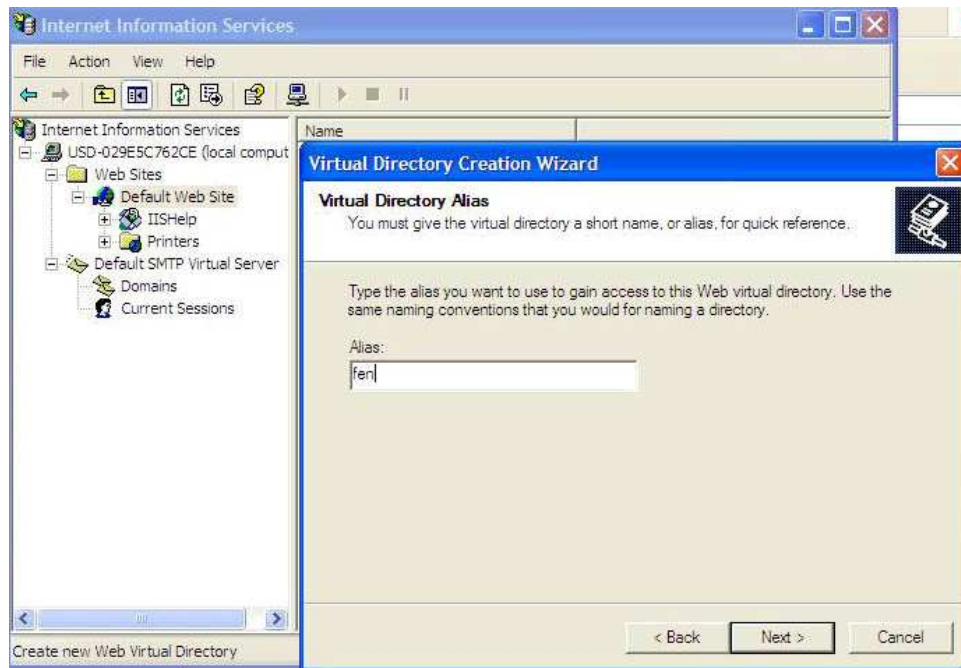 Internet Information Services
File Action View Help
Internet Information Services
USD-029E5C762CE (local comput
Web Sites
Default Web Site
IISHelp
Printers
Default SMTP Virtual Server
Domains
Current Sessions
Name
Virtual Directory Creation Wizard
Virtual Directory Alias
You must give the virtual directory a short name, or alias, for quick reference.
Type the alias you want to use to gain access to this Web virtual directory. Use the
same naming conventions that you would for naming a directory.
Alias:
fen
< Back Next > Cancel
Create new Web Virtual Directory